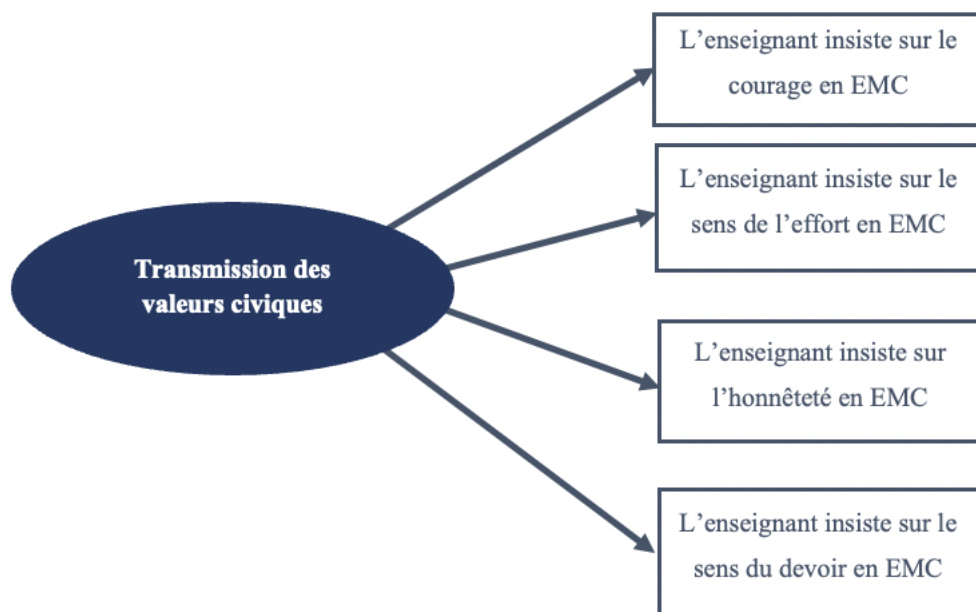 L’enseignant insiste sur le
courage en EMC
L’enseignant insiste sur le
sens de l’effort en EMC
Transmission des
valeurs civiques
L’enseignant insiste sur
l’honnêteté en EMC
L’enseignant insiste sur le
sens du devoir en EMC